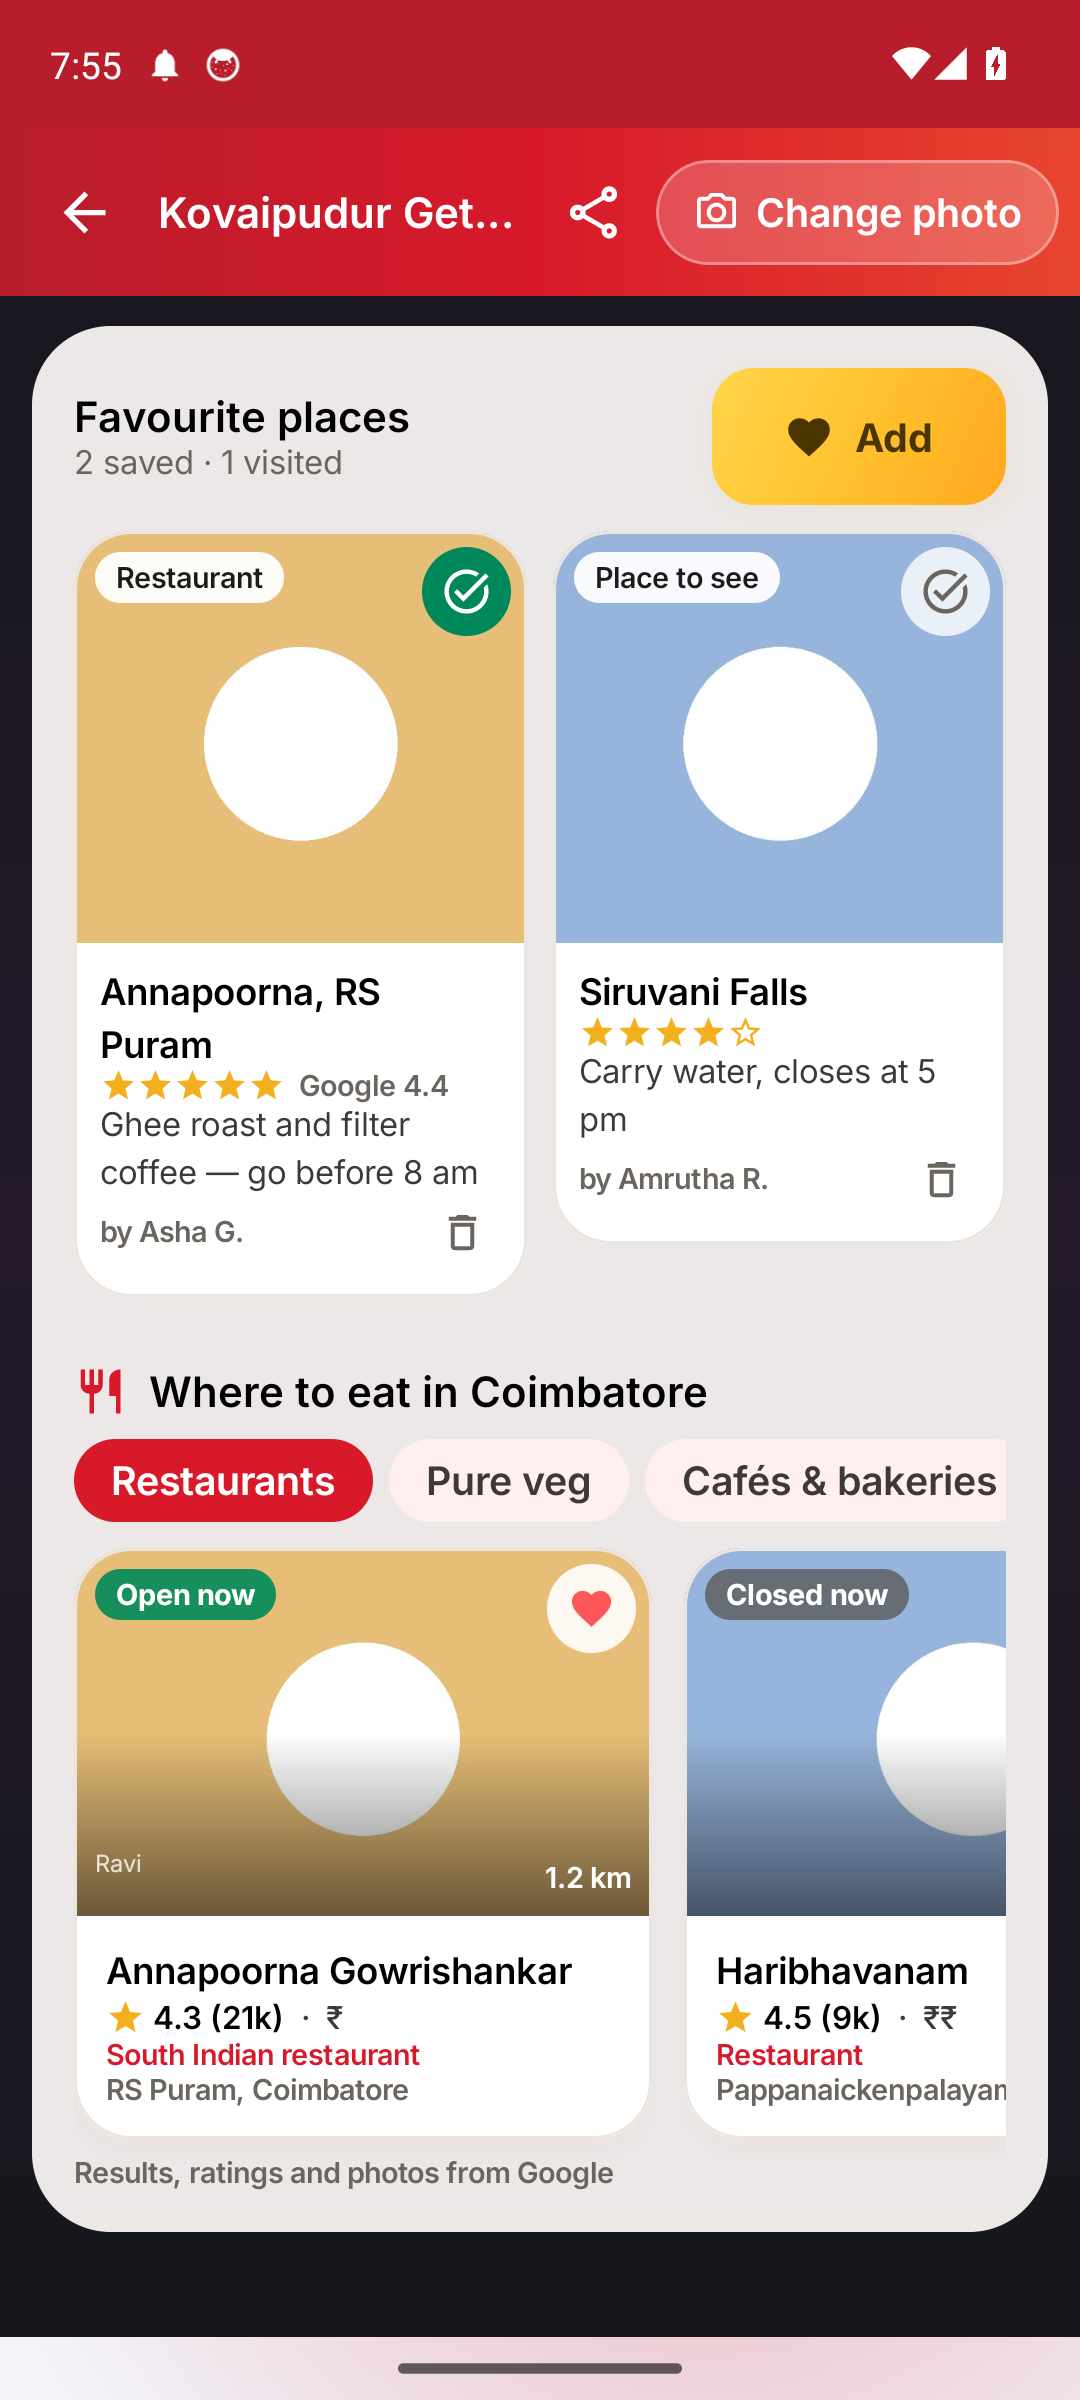 7:55
Kovaipudur Get...
Change photo
Favourite places
2 saved · 1 visited
Add
Restaurant
Place to see
Annapoorna, RS
Puram
Google 4.4
Ghee roast and filter
coffee — go before 8 am
by Asha G.
Siruvani Falls
Carry water, closes at 5
pm
by Amrutha R.
Where to eat in Coimbatore
Restaurants
Pure veg
Cafés & bakeries
Open now
Closed now
Ravi
1.2 km
Annapoorna Gowrishankar
4.3 (21k) · ₹
South Indian restaurant
RS Puram, Coimbatore
Haribhavanam
4.5 (9k) · ₹₹
Restaurant
Pappanaickenpalayam
Results, ratings and photos from Google